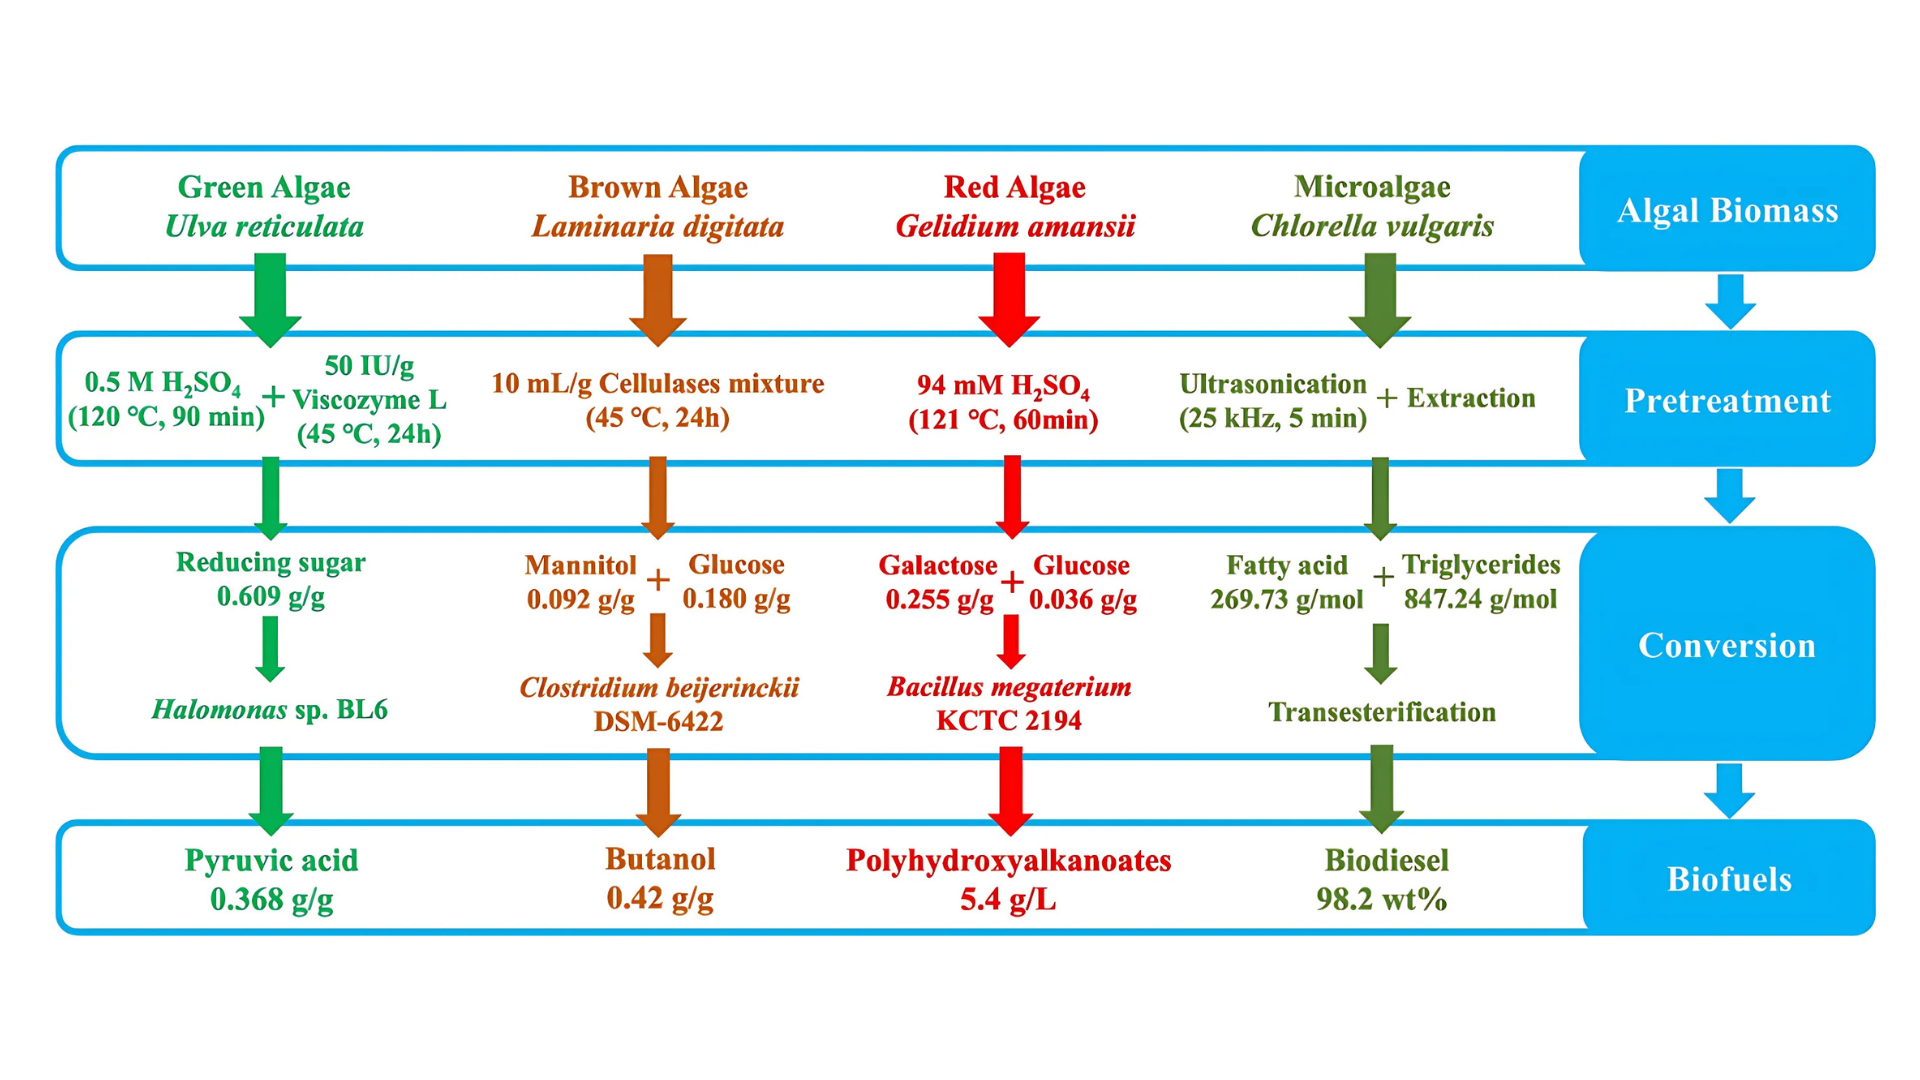 Green Algae
Ulva reticulata
Brown Algae
Laminaria digitata
Red Algae
Gelidium amansii
Microalgae
Chlorella vulgaris
Algal Biomass
0.5 M H₂SO₄
(120 °C, 90 min)
+
50 IU/g
Viscozyme L
(45 °C, 24h)
10 mL/g Cellulases mixture
(45 °C, 24h)
94 mM H₂SO₄
(121 °C, 60min)
Ultrasonication
(25 kHz, 5 min)
+ Extraction
Pretreatment
Reducing sugar
0.609 g/g
Halomonas sp. BL6
Mannitol
0.092 g/g
+
Glucose
0.180 g/g
Clostridium beijerinckii
DSM-6422
Galactose
0.255 g/g
+
Glucose
0.036 g/g
Bacillus megaterium
KCTC 2194
Fatty acid
269.73 g/mol
+
Triglycerides
847.24 g/mol
Transesterification
Conversion
Pyruvic acid
0.368 g/g
Butanol
0.42 g/g
Polyhydroxyalkanoates
5.4 g/L
Biodiesel
98.2 wt%
Biofuels